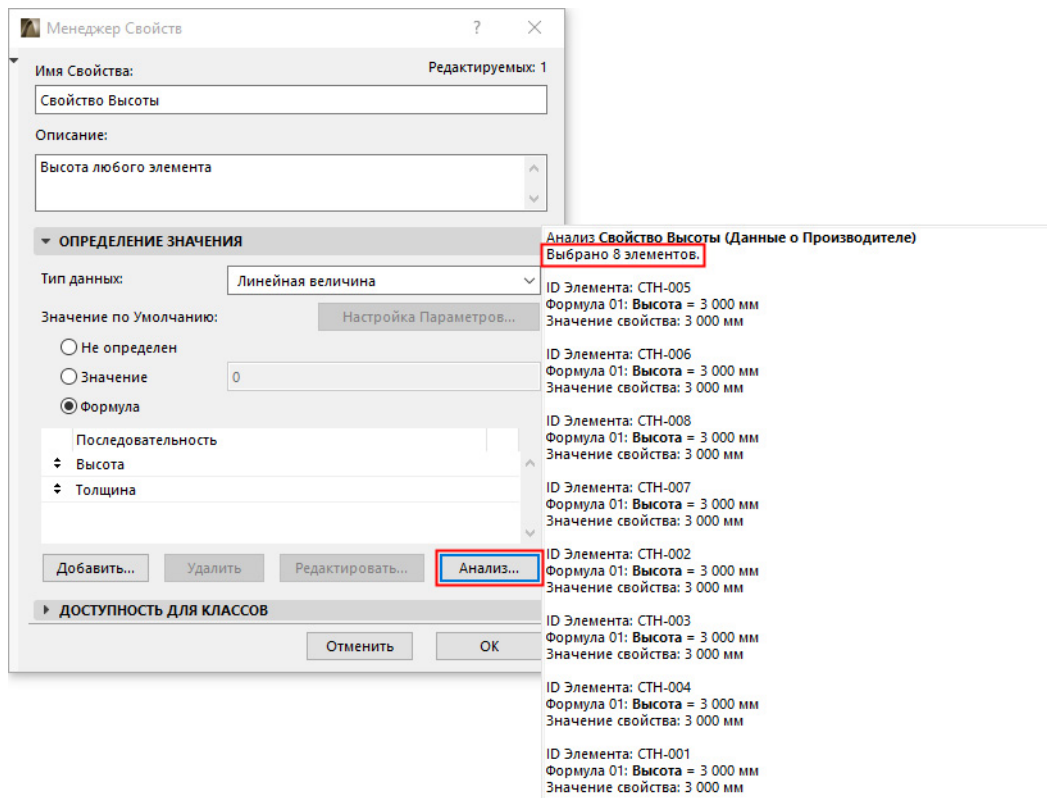 Менеджер Свойств
?
Имя Свойства:
Редактируемых: 1
Свойство Высоты
Описание:
Высота любого элемента
ОПРЕДЕЛЕНИЕ ЗНАЧЕНИЯ
Тип данных:
Линейная величина
Значение по Умолчанию:
Настройка Параметров...
Не определен
Значение
0
Формула
Последовательность
Высота
Толщина
Добавить...
Удалить
Редактировать...
Анализ...
ДОСТУПНОСТЬ ДЛЯ КЛАССОВ
Отменить
OK
Анализ Свойство Высоты (Данные о Производителе)
Выбрано 8 элементов.
ID Элемента: СТН-005
Формула 01: Высота = 3 000 мм
Значение свойства: 3 000 мм
ID Элемента: СТН-006
Формула 01: Высота = 3 000 мм
Значение свойства: 3 000 мм
ID Элемента: СТН-008
Формула 01: Высота = 3 000 мм
Значение свойства: 3 000 мм
ID Элемента: СТН-007
Формула 01: Высота = 3 000 мм
Значение свойства: 3 000 мм
ID Элемента: СТН-002
Формула 01: Высота = 3 000 мм
Значение свойства: 3 000 мм
ID Элемента: СТН-003
Формула 01: Высота = 3 000 мм
Значение свойства: 3 000 мм
ID Элемента: СТН-004
Формула 01: Высота = 3 000 мм
Значение свойства: 3 000 мм
ID Элемента: СТН-001
Формула 01: Высота = 3 000 мм
Значение свойства: 3 000 мм